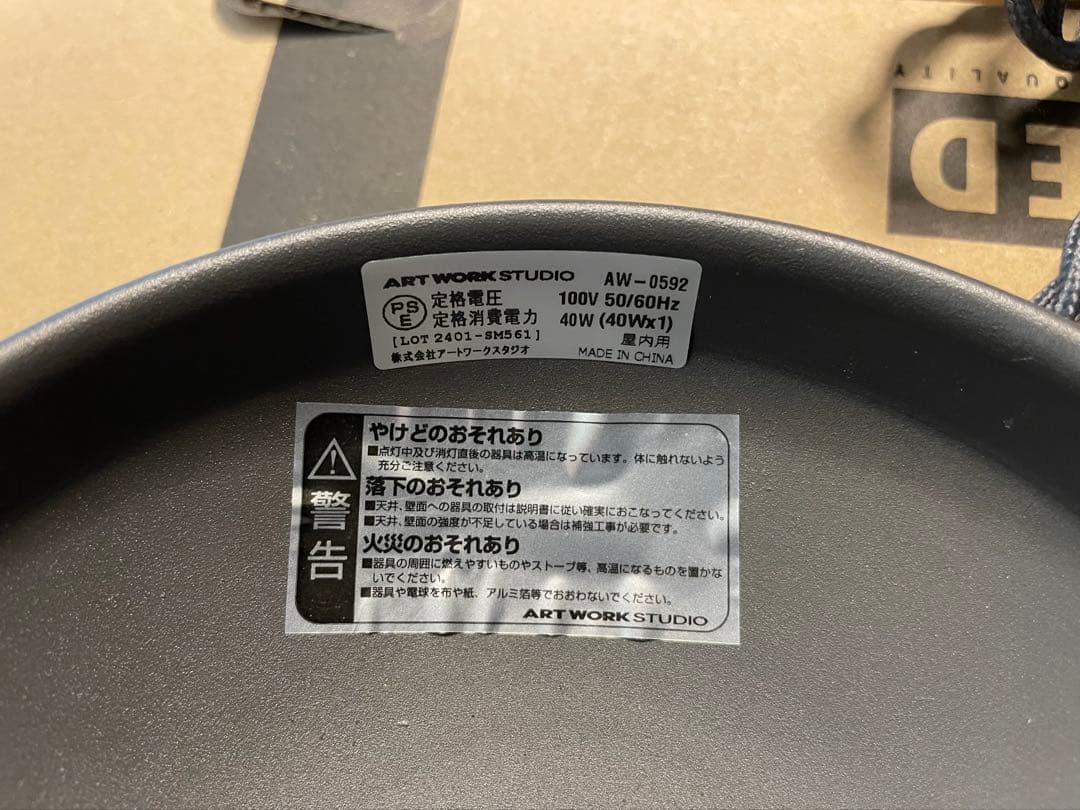 QUALITY
ED
ART WORK STUDIO AW-0592
PSE 定格電圧 100V 50/60Hz
定格消費電力 40W (40Wx1)
[LOT 2401-SM561] 屋内用
株式会社アートワークスタジオ MADE IN CHINA
警告
やけどのおそれあり
■点灯中及び消灯直後の器具は高温になっています。体に触れないよう
充分ご注意ください。
落下のおそれあり
■天井、壁面への器具の取付は説明書に従い確実におこなってください。
■天井、壁面の強度が不足している場合は補強工事が必要です。
火災のおそれあり
■器具の周囲に燃えやすいものやストーブ等、高温になるものを置かな
いでください。
■器具や電球を布や紙、アルミ箔等でおおわないでください。
ART WORK STUDIO